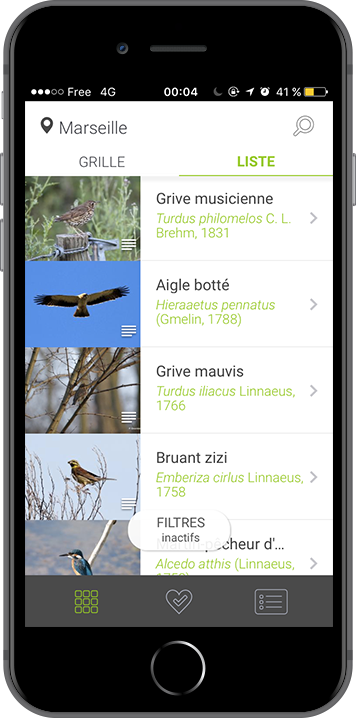 ●●●○○ Free 4G 00:04 41 %
Marseille
GRILLE LISTE
Grive musicienne
Turdus philomelos C. L.
Brehm, 1831
Aigle botté
Hieraaetus pennatus
(Gmelin, 1788)
Grive mauvis
Turdus iliacus Linnaeus,
1766
Bruant zizi
Emberiza cirlus Linnaeus,
1758
FILTRES
inactifs
Martin-pêcheur d'...
Alcedo atthis (Linnaeus,